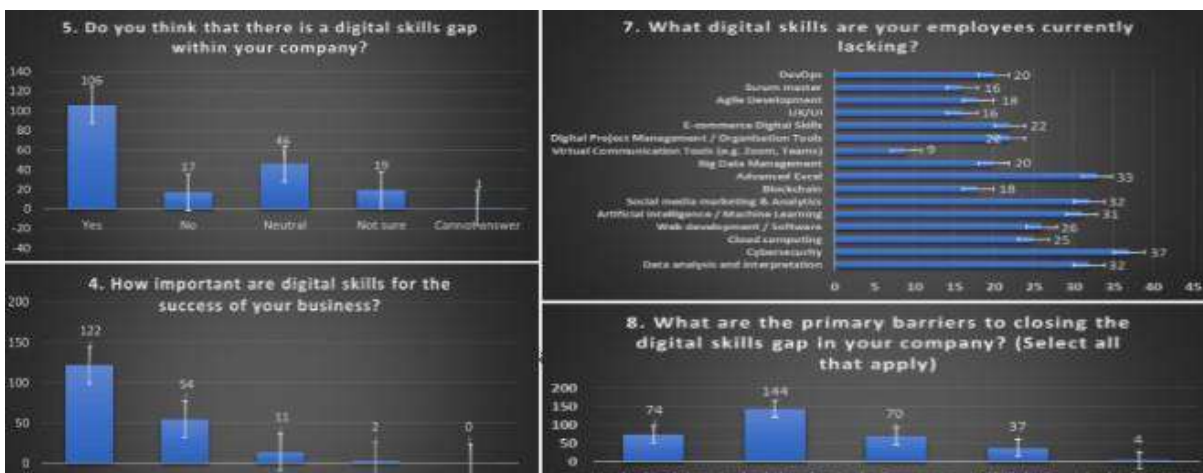 5. Do you think that there is a digital skills gap
within your company?
140
120
100
80
60
40
20
0
-20
-40
106
17
46
19
1
Yes
No
Neutral
Not sure
Cannot answer
4. How important are digital skills for the
success of your business?
200
150
100
50
0
122
54
2
0
7. What digital skills are your employees currently
lacking?
DevOps 20
Scrum master 16
Agile Development 18
UX/UI 16
E-commerce Digital Skills 22
Digital Project Management / Organisation Tools 20
Virtual Communication Tools (e.g. Zoom, Teams) 9
Big Data Management 20
Advanced Excel 33
Blockchain 18
Social media marketing & Analytics 32
Artificial Intelligence / Machine Learning 31
Web development / Software 26
Cloud computing 25
Cybersecurity 37
Data analysis and interpretation 32
0 5 10 15 20 25 30 35 40 45
8. What are the primary barriers to closing the
digital skills gap in your company? (Select all
that apply)
200
150
100
50
0
74
144
70
37
4